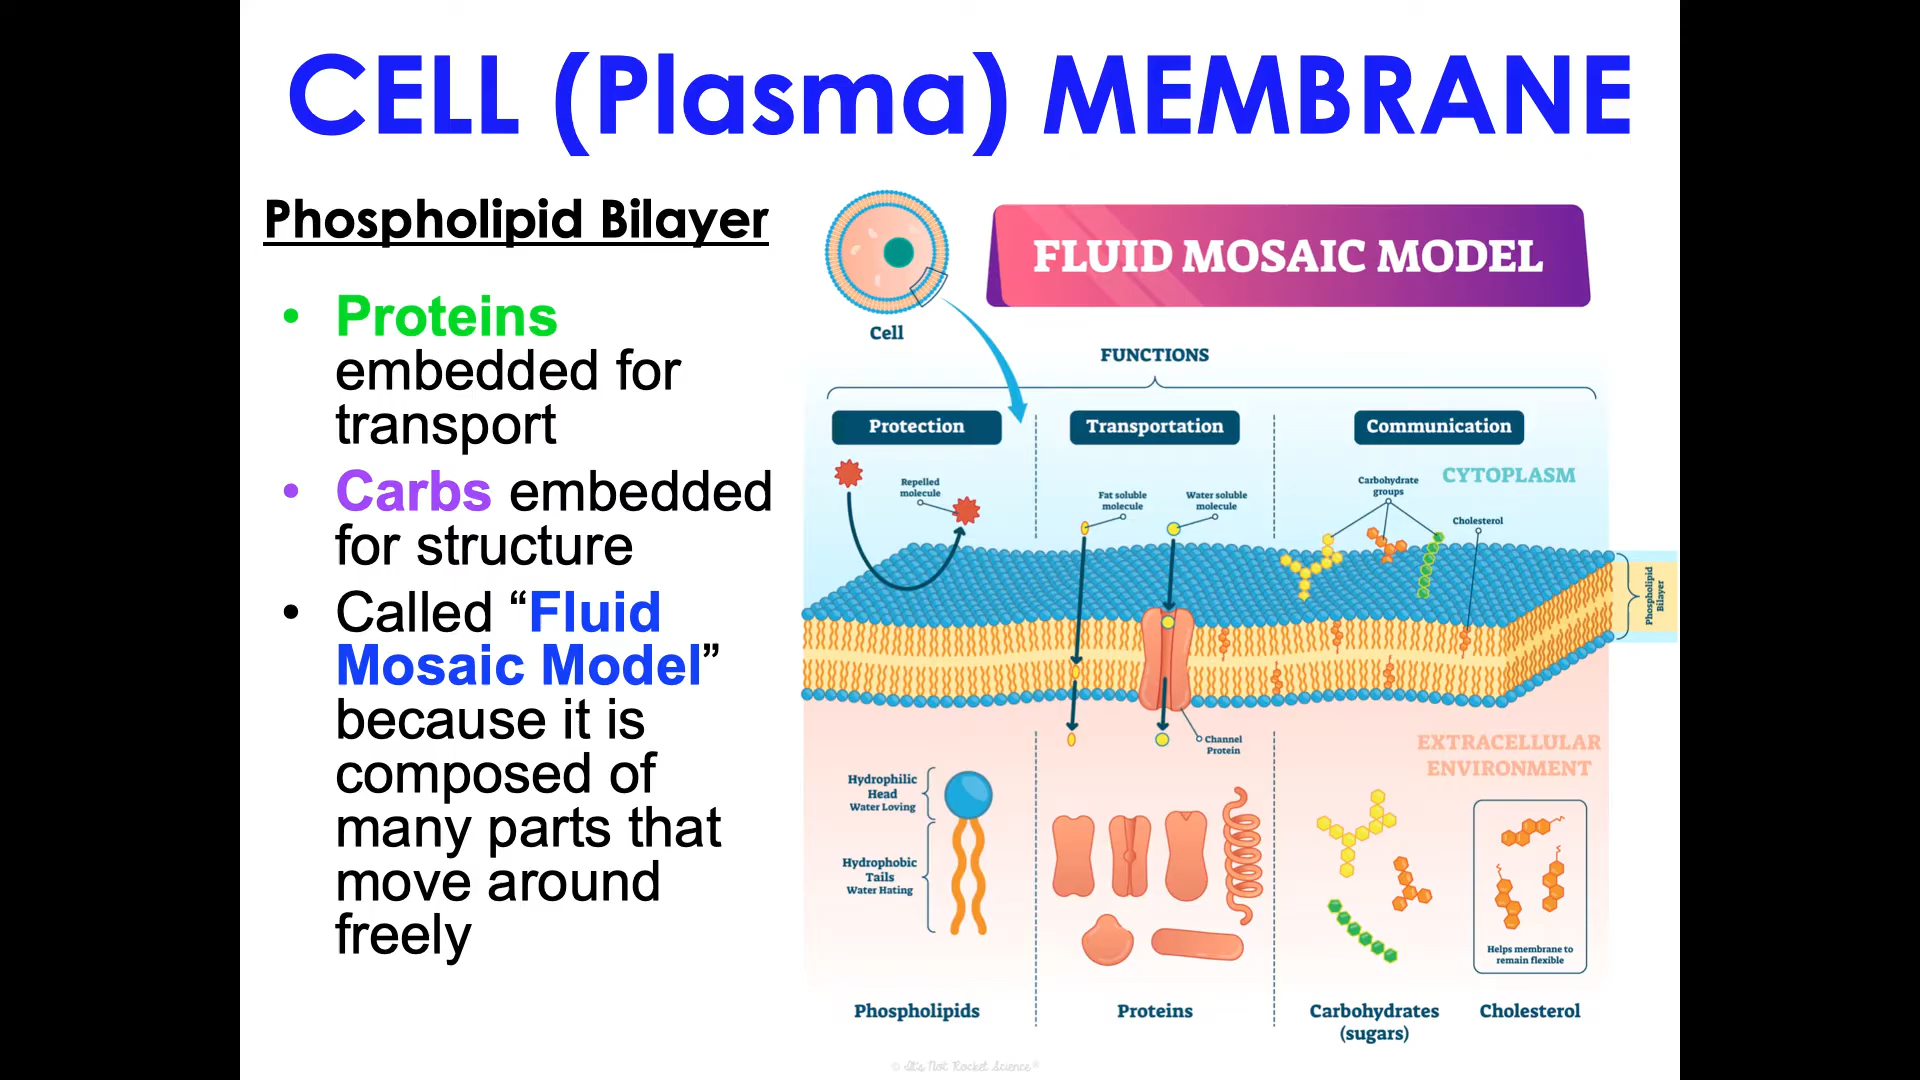 CELL (Plasma) MEMBRANE
Phospholipid Bilayer
• Proteins
embedded for
transport
• Carbs embedded
for structure
• Called “Fluid
Mosaic Model”
because it is
composed of
many parts that
move around
freely
FLUID MOSAIC MODEL
Cell
FUNCTIONS
Protection
Transportation
Communication
CYTOPLASM
Repelled
molecule
Fat soluble
molecule
Water soluble
molecule
Carbohydrate
groups
Cholesterol
Phospholipid
Bilayer
Channel
Protein
EXTRACELLULAR
ENVIRONMENT
Hydrophilic
Head
Water Loving
Hydrophobic
Tails
Water Hating
Helps membrane to
remain flexible
Phospholipids
Proteins
Carbohydrates
(sugars)
Cholesterol
© It's Not Rocket Science®